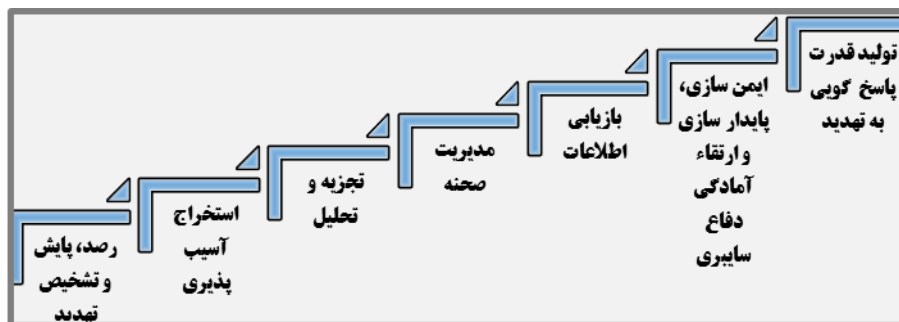 رصد، پایش
و تشخیص
تهدید
استخراج
آسیب
پذیری
تجزیه و
تحلیل
مدیریت
صحنه
بازیابی
اطلاعات
ایمن سازی،
پایدار سازی
و ارتقاء
آمادگی
دفاع
سایبری
تولید قدرت
پاسخ گویی
به تهدید